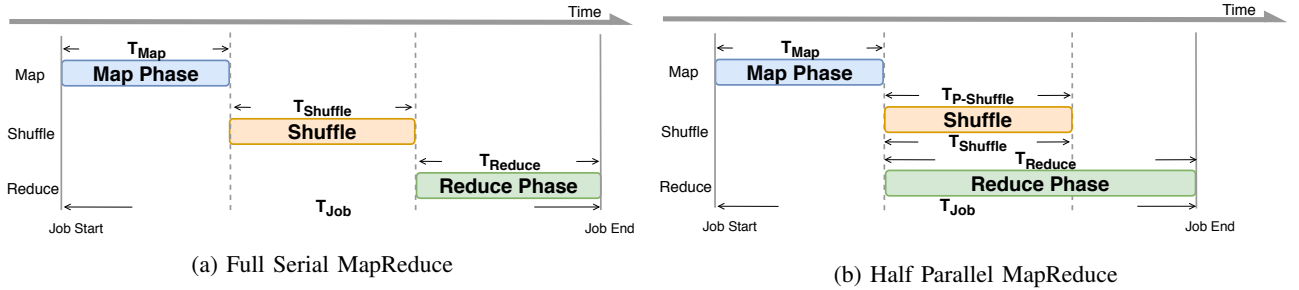 Time
T_Map
Map
Map Phase
T_Shuffle
Shuffle
Shuffle
T_Reduce
Reduce
Reduce Phase
T_Job
Job Start
Job End
(a) Full Serial MapReduce
Time
T_Map
Map
Map Phase
T_P-Shuffle
Shuffle
Shuffle
T_Shuffle
T_Reduce
Reduce
Reduce Phase
T_Job
Job Start
Job End
(b) Half Parallel MapReduce